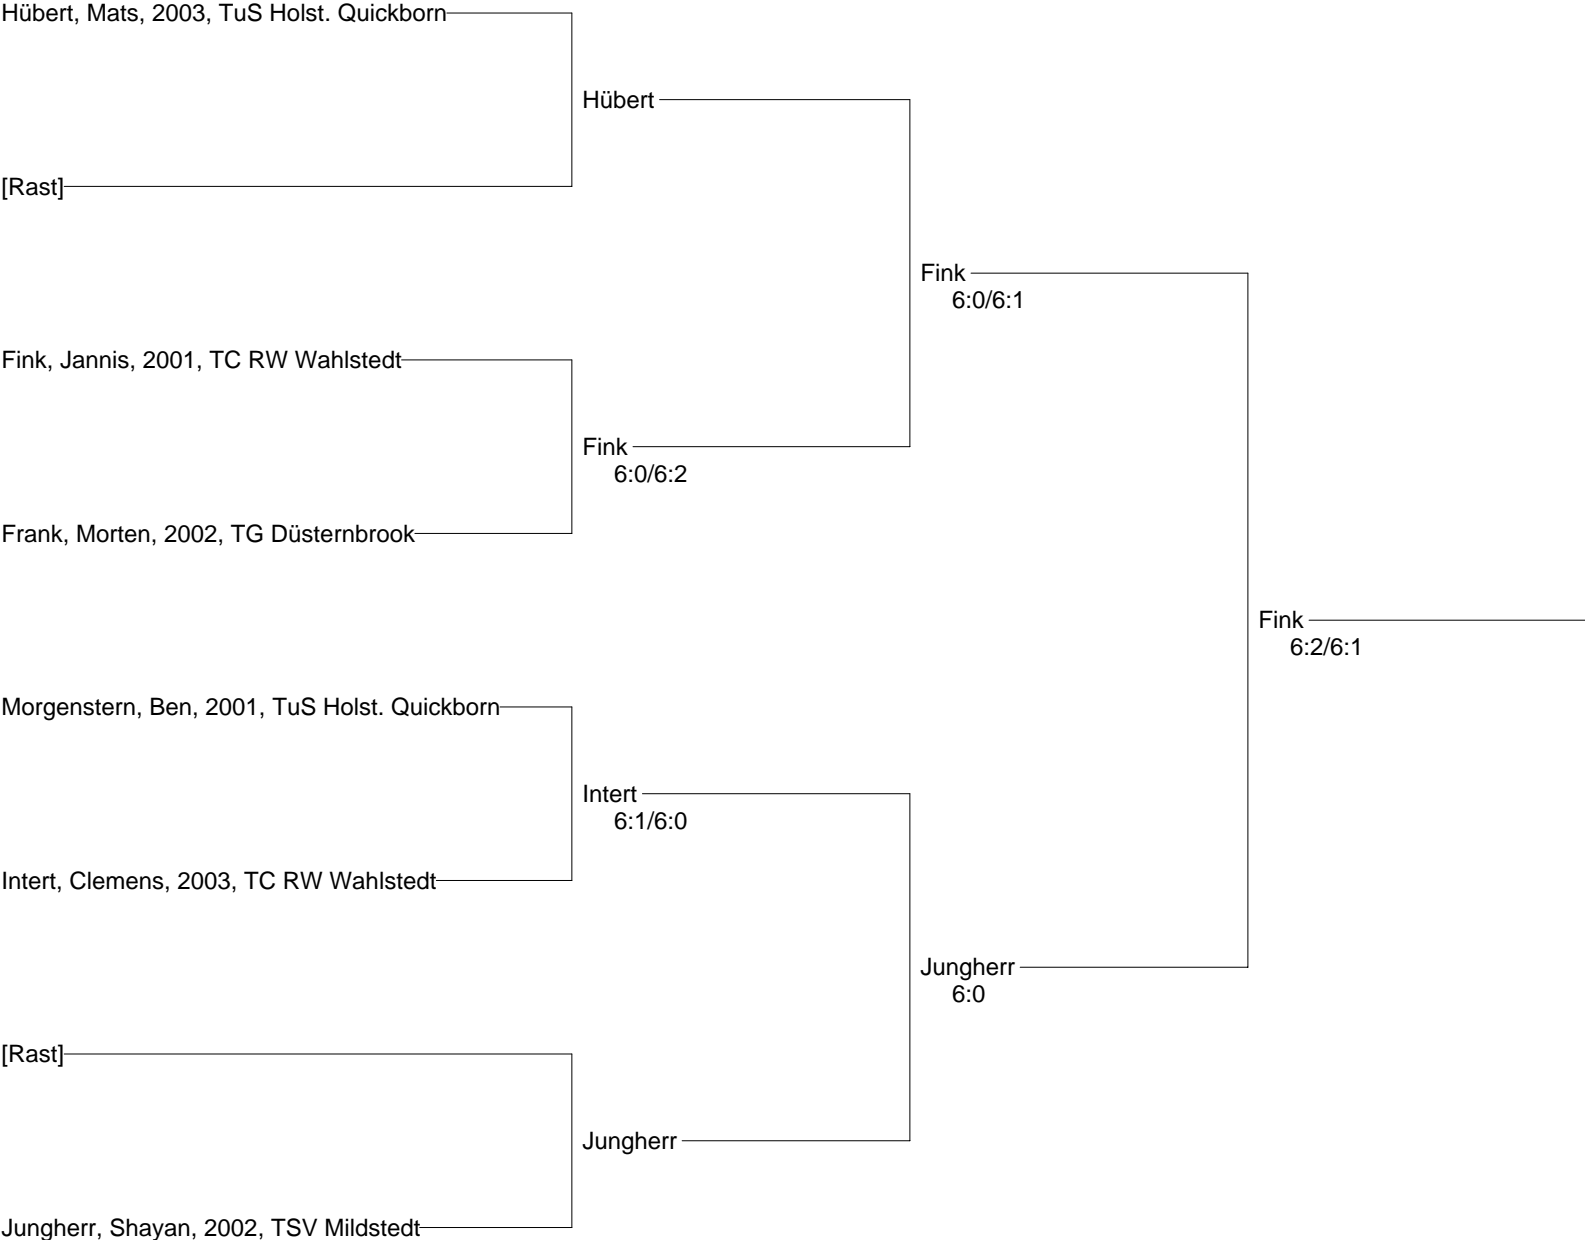 Hübert, Mats, 2003, TuS Holst. Quickborn
Hübert
[Rast]
Fink
6:0/6:1
Fink, Jannis, 2001, TC RW Wahlstedt
Fink
6:0/6:2
Frank, Morten, 2002, TG Düsternbrook
Fink
6:2/6:1
Morgenstern, Ben, 2001, TuS Holst. Quickborn
Intert
6:1/6:0
Intert, Clemens, 2003, TC RW Wahlstedt
Jungherr
6:0
[Rast]
Jungherr
Jungherr, Shayan, 2002, TSV Mildstedt